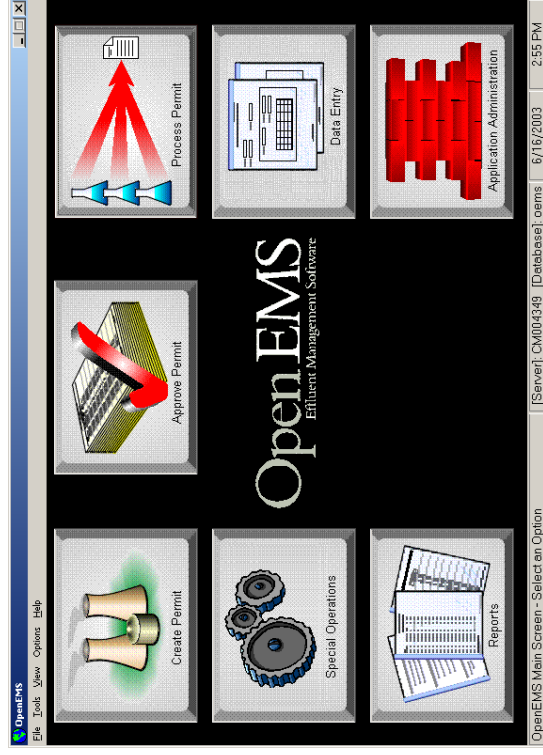 OpenEMS
File Tools View Options Help
Create Permit
Approve Permit
Process Permit
Special Operations
OpenEMS
Effluent Management Software
Data Entry
Reports
Application Administration
OpenEMS Main Screen - Select an Option
[Server]: CM004349 [Database]: oems
6/16/2003
2:55 PM